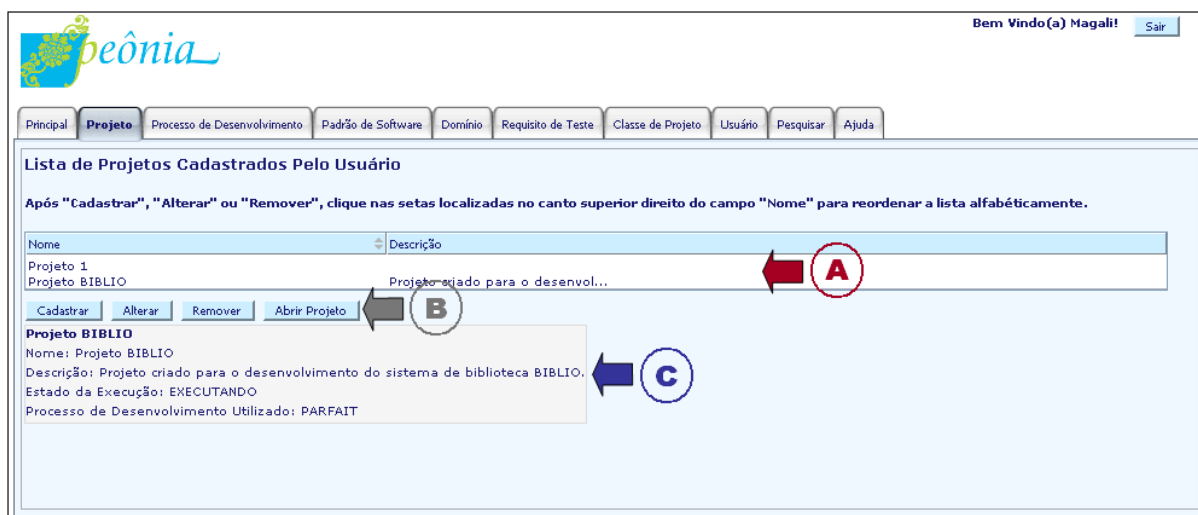 Bem Vindo(a) Magali! Sair
peônia
Principal Projeto Processo de Desenvolvimento Padrão de Software Domínio Requisito de Teste Classe de Projeto Usuário Pesquisar Ajuda
Lista de Projetos Cadastrados Pelo Usuário
Após "Cadastrar", "Alterar" ou "Remover", clique nas setas localizadas no canto superior direito do campo "Nome" para reordenar a lista alfabéticamente.
Nome Descrição
Projeto 1
Projeto BIBLIO Projeto criado para o desenvol...
A
Cadastrar Alterar Remover Abrir Projeto B
Projeto BIBLIO
Nome: Projeto BIBLIO
Descrição: Projeto criado para o desenvolvimento do sistema de biblioteca BIBLIO. C
Estado da Execução: EXECUTANDO
Processo de Desenvolvimento Utilizado: PARFAIT